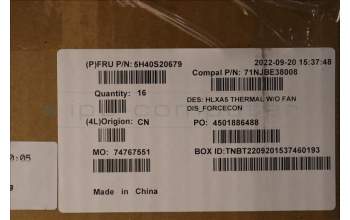 (P)FRU P/N: 5H40S20679
2022-09-20 15:37:48
Compal P/N: 71NJBE38008
Quantity: 16
DES: HLXA5 THERMAL W/O FAN
DIS_FORCECON
(4L)Origion: CN
PO: 4501886488
MO: 74767551
BOX ID:TNBT2209201537460193
Made in China